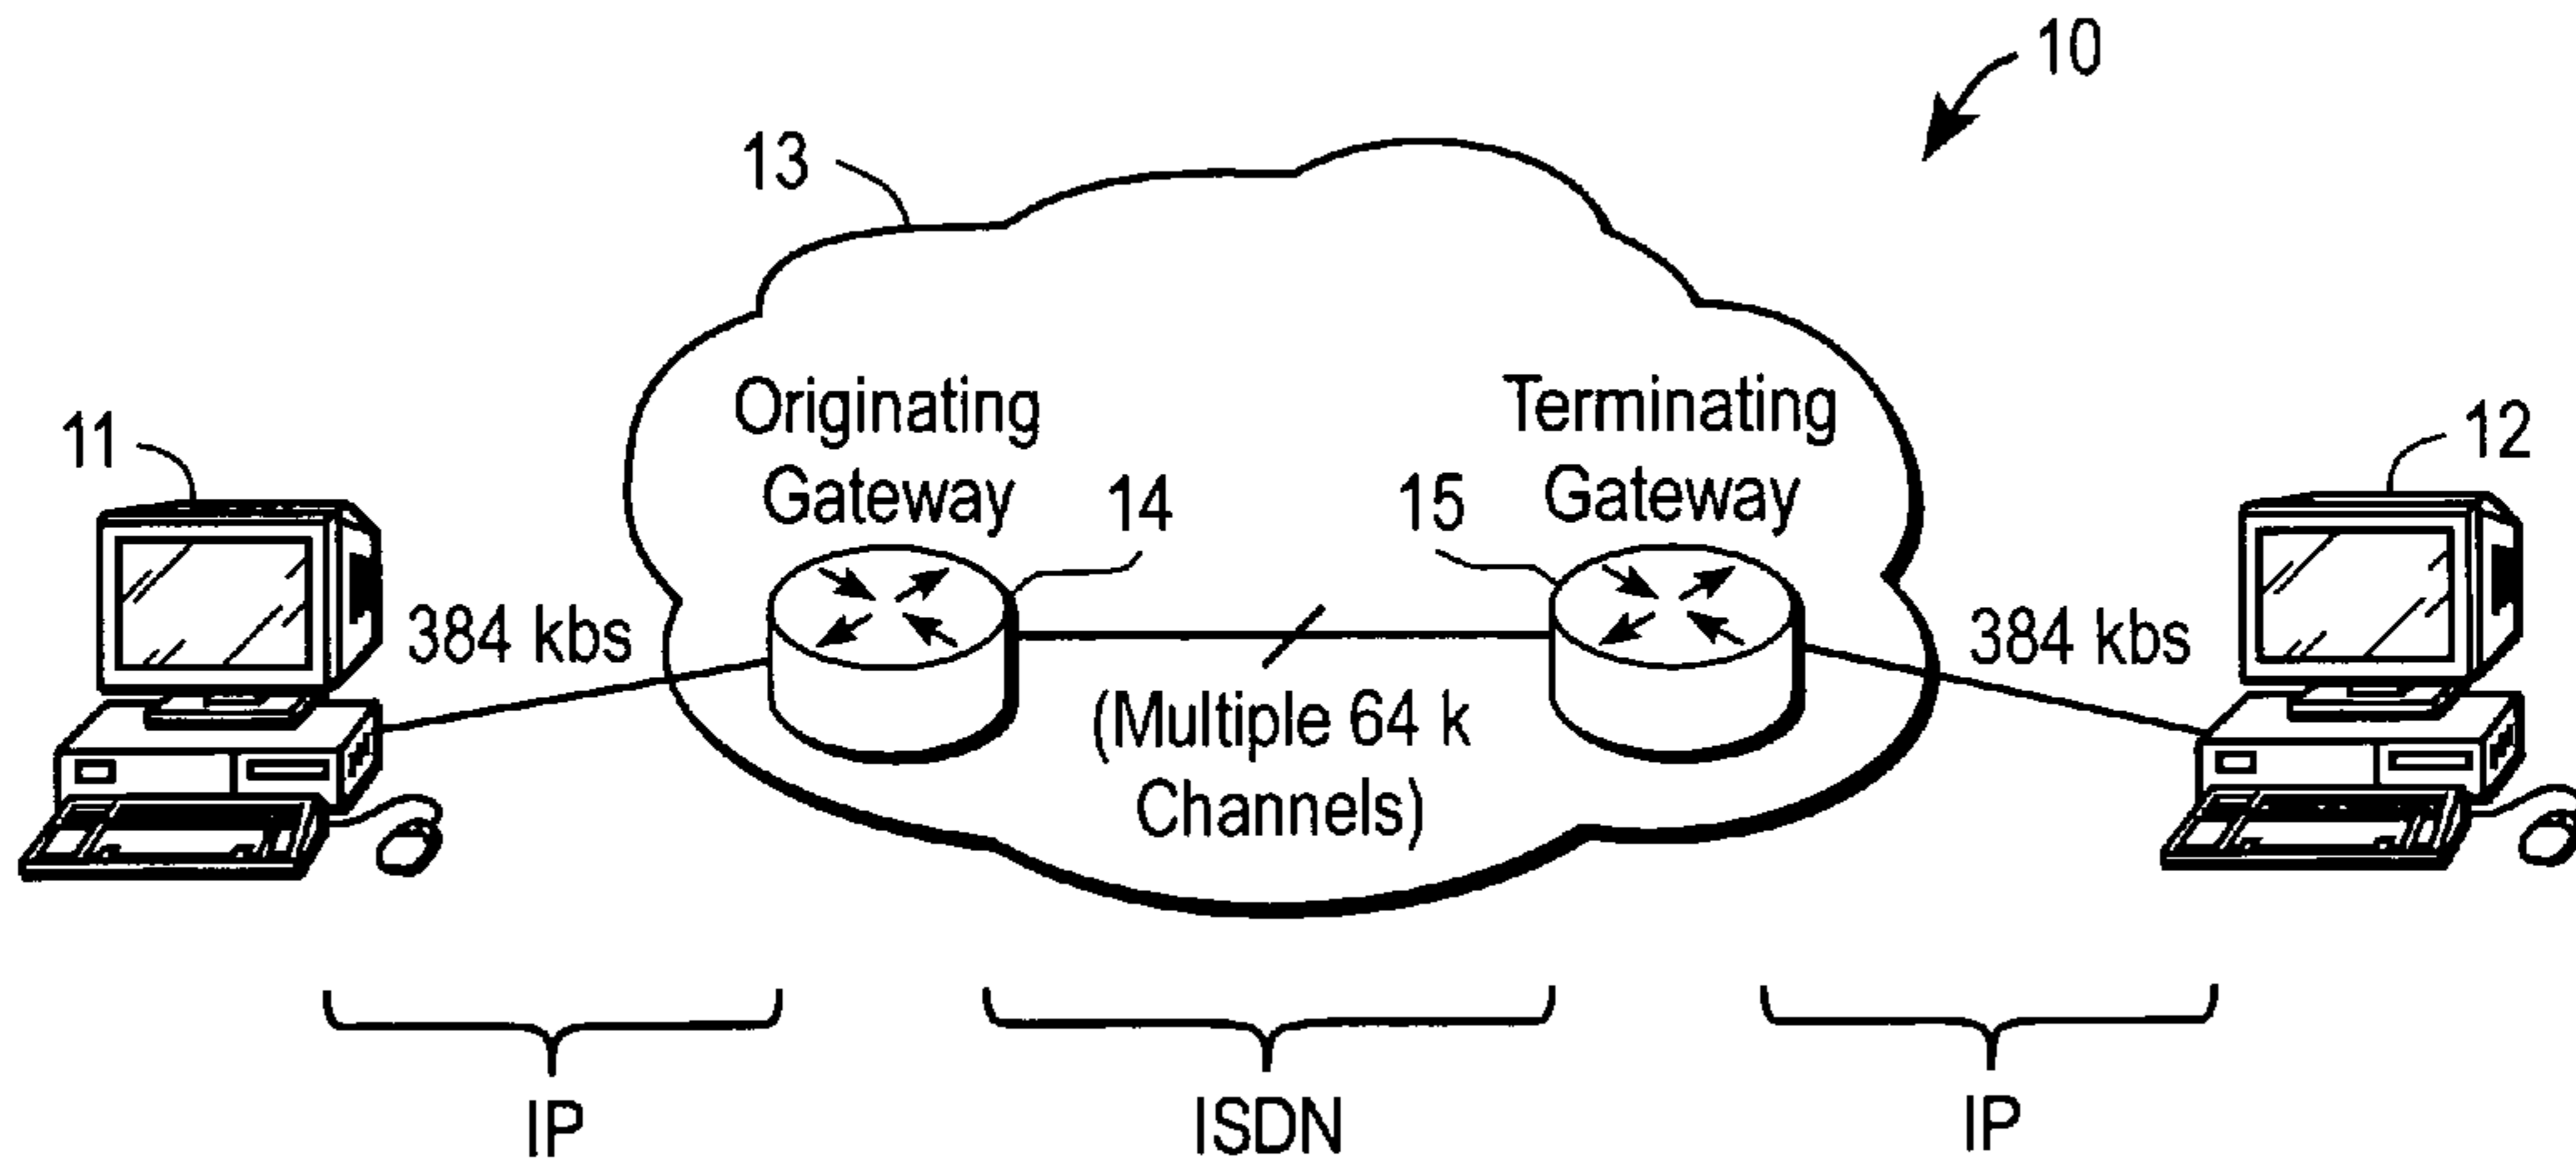 10
13
Originating
Gateway
Terminating
Gateway
11
12
14
15
384 kbs
384 kbs
(Multiple 64 k
Channels)
IP
ISDN
IP